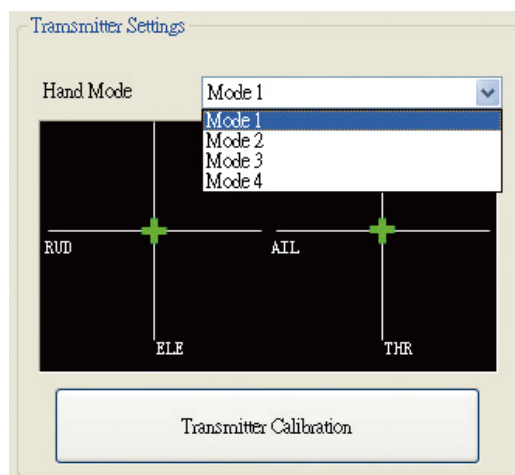 Tramsmitter Settings
Hand Mode
Mode 1
Mode 1
Mode 2
Mode 3
Mode 4
RUD
AIL
ELE
THR
Transmitter Calibration